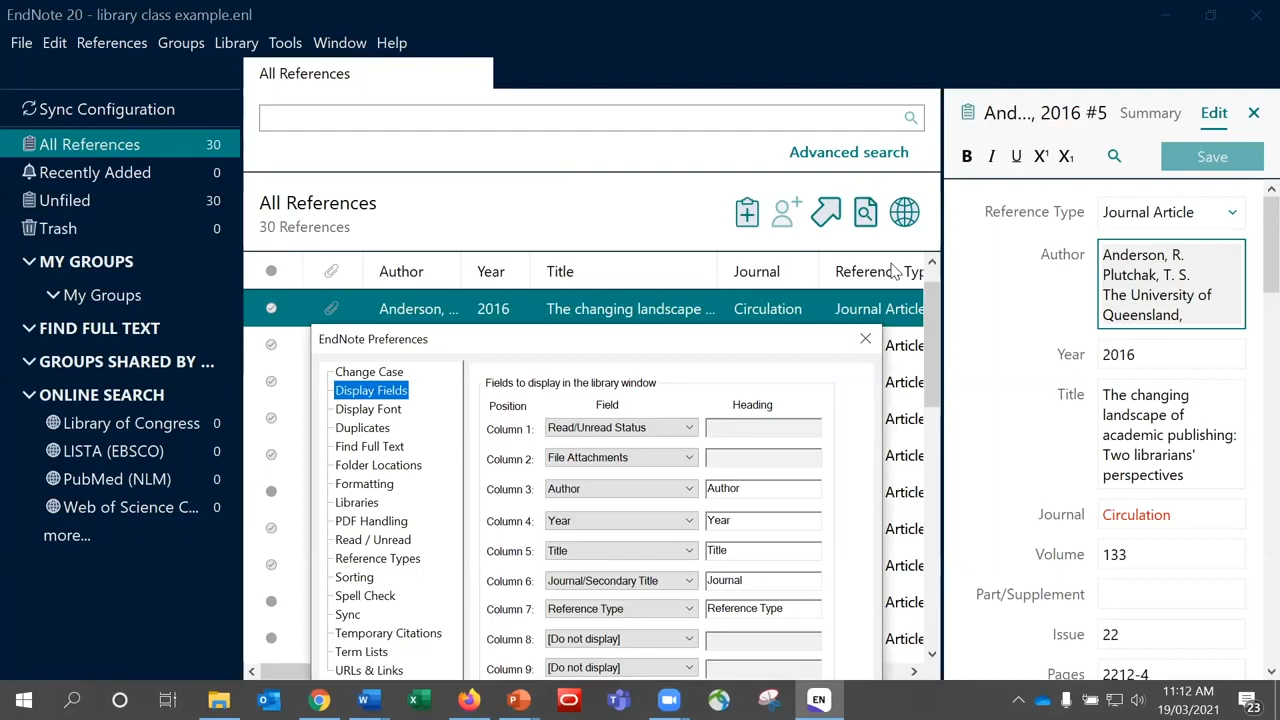 EndNote 20 - library class example.enl
File Edit References Groups Library Tools Window Help
All References
Sync Configuration
All References 30
Recently Added 0
Unfiled 30
Trash 0
MY GROUPS
My Groups
FIND FULL TEXT
GROUPS SHARED BY ...
ONLINE SEARCH
Library of Congress 0
LISTA (EBSCO) 0
PubMed (NLM) 0
Web of Science C... 0
more...
Advanced search
All References
30 References
Author Year Title Journal Reference Typ
Anderson, ... 2016 The changing landscape ... Circulation Journal Article
Article
Article
Article
Article
Article
Article
Article
Article
Article
EndNote Preferences
Change Case
Display Fields
Display Font
Duplicates
Find Full Text
Folder Locations
Formatting
Libraries
PDF Handling
Read / Unread
Reference Types
Sorting
Spell Check
Sync
Temporary Citations
Term Lists
URLs & Links
Fields to display in the library window
Position Field Heading
Column 1: Read/Unread Status
Column 2: File Attachments
Column 3: Author Author
Column 4: Year Year
Column 5: Title Title
Column 6: Journal/Secondary Title Journal
Column 7: Reference Type Reference Type
Column 8: [Do not display]
Column 9: [Do not display]
And..., 2016 #5 Summary Edit
B I U X¹ X₁ Save
Reference Type Journal Article
Author Anderson, R.
Plutchak, T. S.
The University of
Queensland,
Year 2016
Title The changing
landscape of
academic publishing:
Two librarians'
perspectives
Journal Circulation
Volume 133
Part/Supplement
Issue 22
Pages 2212-4
EN
11:12 AM
19/03/2021
23